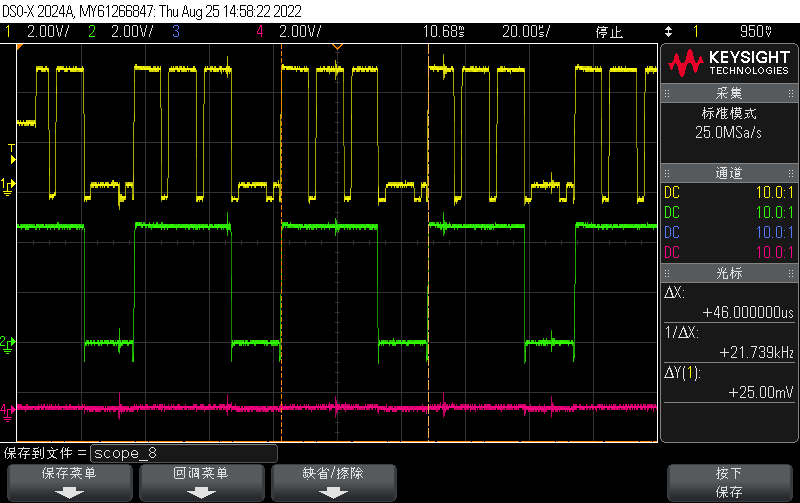 DSO-X 2024A, MY61266847: Thu Aug 25 14:58:22 2022
1 2.00V/ 2 2.00V/ 3 4 2.00V/ 10.68ms 20.00us/ 停止 1 950mV
KEYSIGHT
TECHNOLOGIES
采集
标准模式
25.0MSa/s
通道
DC 10.0:1
DC 10.0:1
DC 10.0:1
DC 10.0:1
光标
ΔX:
+46.000000us
1/ΔX:
+21.739kHz
ΔY(1):
+25.00mV
T
1
2
4
保存到文件 = scope_8
保存菜单
回调菜单
缺省/擦除
按下
保存